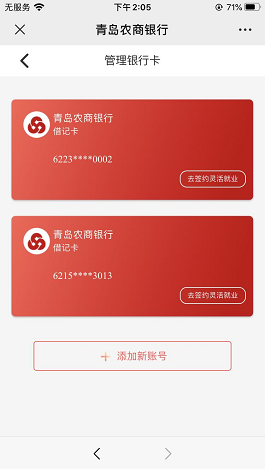 无服务
下午 2:05
71%
青岛农商银行
管理银行卡
青岛农商银行
借记卡
6223****0002
去签约灵活就业
青岛农商银行
借记卡
6215****3013
去签约灵活就业
+ 添加新账号